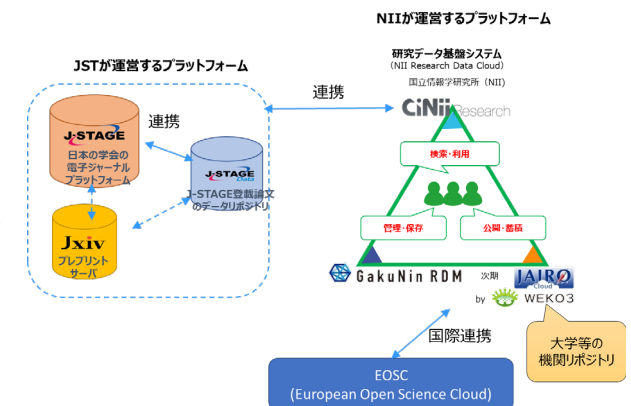 NIIが運営するプラットフォーム
JSTが運営するプラットフォーム
研究データ基盤システム
(NII Research Data Cloud)
国立情報学研究所 (NII)
連携
CiNii Research
J-STAGE
日本の学会の
電子ジャーナル
プラットフォーム
連携
J-STAGE
Data
J-STAGE登載論文
のデータリポジトリ
Jxiv
プレプリント
サーバ
検索・利用
管理・保存
公開・蓄積
GakuNin RDM
次期
JAIRO
Cloud
by
WEKO3
国際連携
大学等の
機関リポジトリ
EOSC
(European Open Science Cloud)